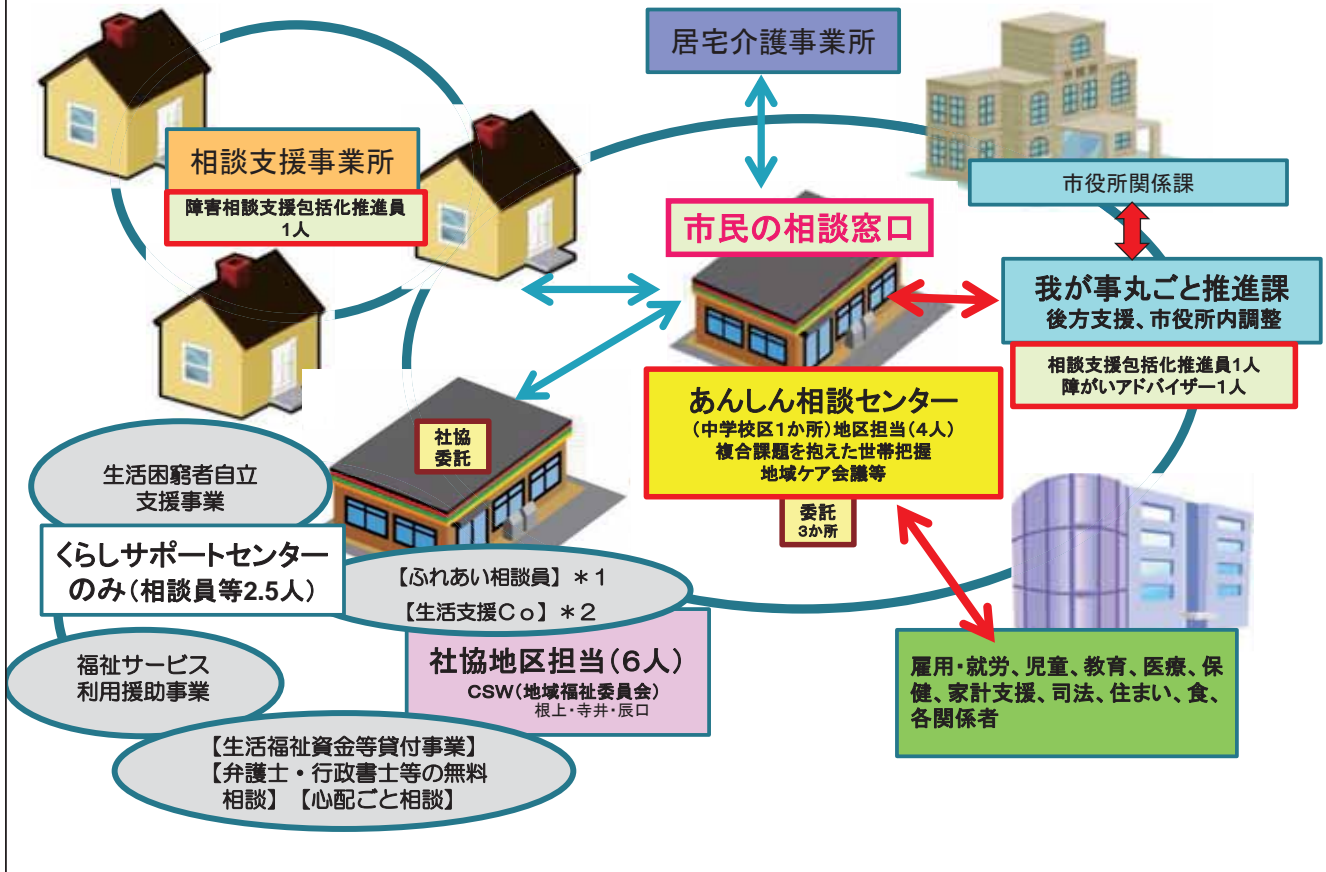 居宅介護事業所
相談支援事業所
障害相談支援包括化推進員
1人
市役所関係課
市民の相談窓口
我が事丸ごと推進課
後方支援、市役所内調整
相談支援包括化推進員1人
障がいアドバイザー1人
あんしん相談センター
(中学校区1か所)地区担当(4人)
複合課題を抱えた世帯把握
地域ケア会議等
委託
3か所
社協
委託
生活困窮者自立
支援事業
くらしサポートセンター
のみ(相談員等2.5人)
【ふれあい相談員】＊1
【生活支援Co】＊2
社協地区担当(6人)
CSW(地域福祉委員会)
根上・寺井・辰口
福祉サービス
利用援助事業
【生活福祉資金等貸付事業】
【弁護士・行政書士等の無料
相談】【心配ごと相談】
雇用・就労、児童、教育、医療、保
健、家計支援、司法、住まい、食、
各関係者